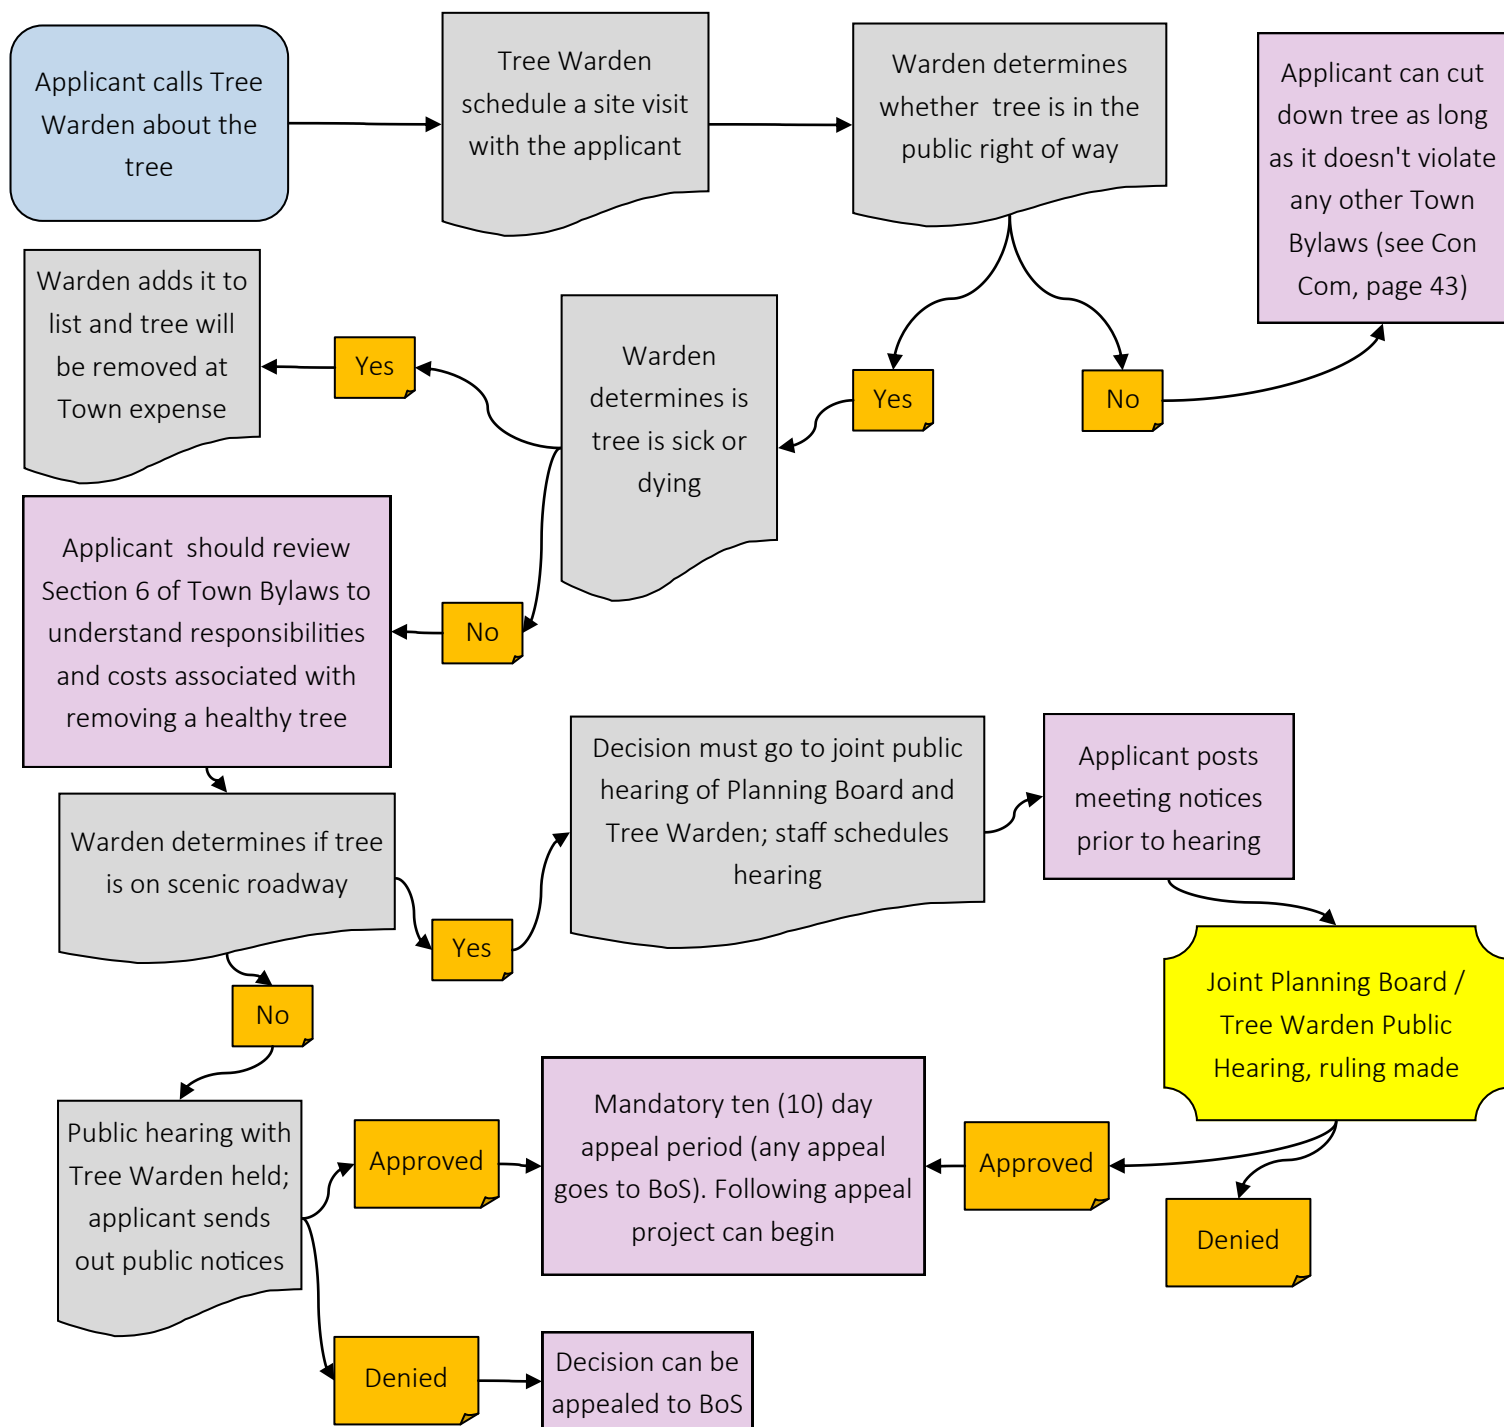 Applicant calls Tree
Warden about the
tree
Tree Warden
schedule a site visit
with the applicant
Warden determines
whether tree is in the
public right of way
Applicant can cut
down tree as long
as it doesn't violate
any other Town
Bylaws (see Con
Com, page 43)
Warden adds it to
list and tree will
be removed at
Town expense
Yes
Warden
determines is
tree is sick or
dying
Yes
No
Applicant should review
Section 6 of Town Bylaws to
understand responsibilities
and costs associated with
removing a healthy tree
No
Warden determines if tree
is on scenic roadway
Yes
Decision must go to joint public
hearing of Planning Board and
Tree Warden; staff schedules
hearing
Applicant posts
meeting notices
prior to hearing
No
Joint Planning Board /
Tree Warden Public
Hearing, ruling made
Public hearing with
Tree Warden held;
applicant sends
out public notices
Approved
Mandatory ten (10) day
appeal period (any appeal
goes to BoS). Following appeal
project can begin
Approved
Denied
Denied
Decision can be
appealed to BoS